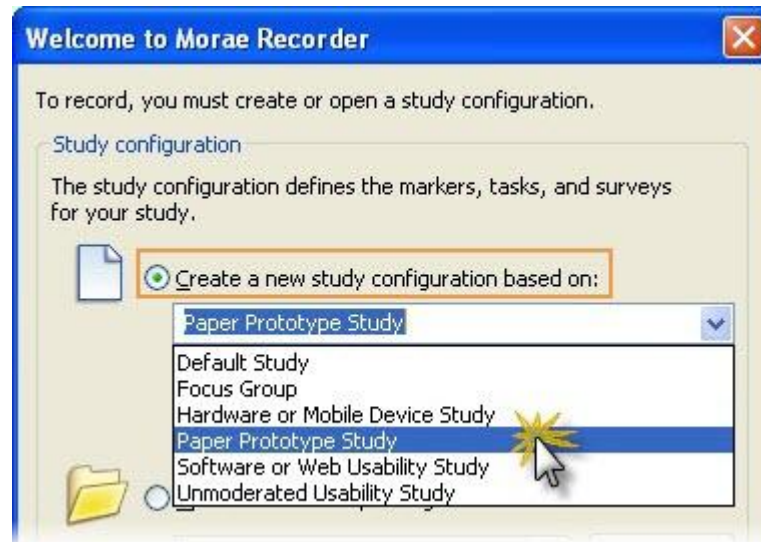 Welcome to Morae Recorder
To record, you must create or open a study configuration.
Study configuration
The study configuration defines the markers, tasks, and surveys
for your study.
Create a new study configuration based on:
Paper Prototype Study
Default Study
Focus Group
Hardware or Mobile Device Study
Paper Prototype Study
Software or Web Usability Study
Unmoderated Usability Study